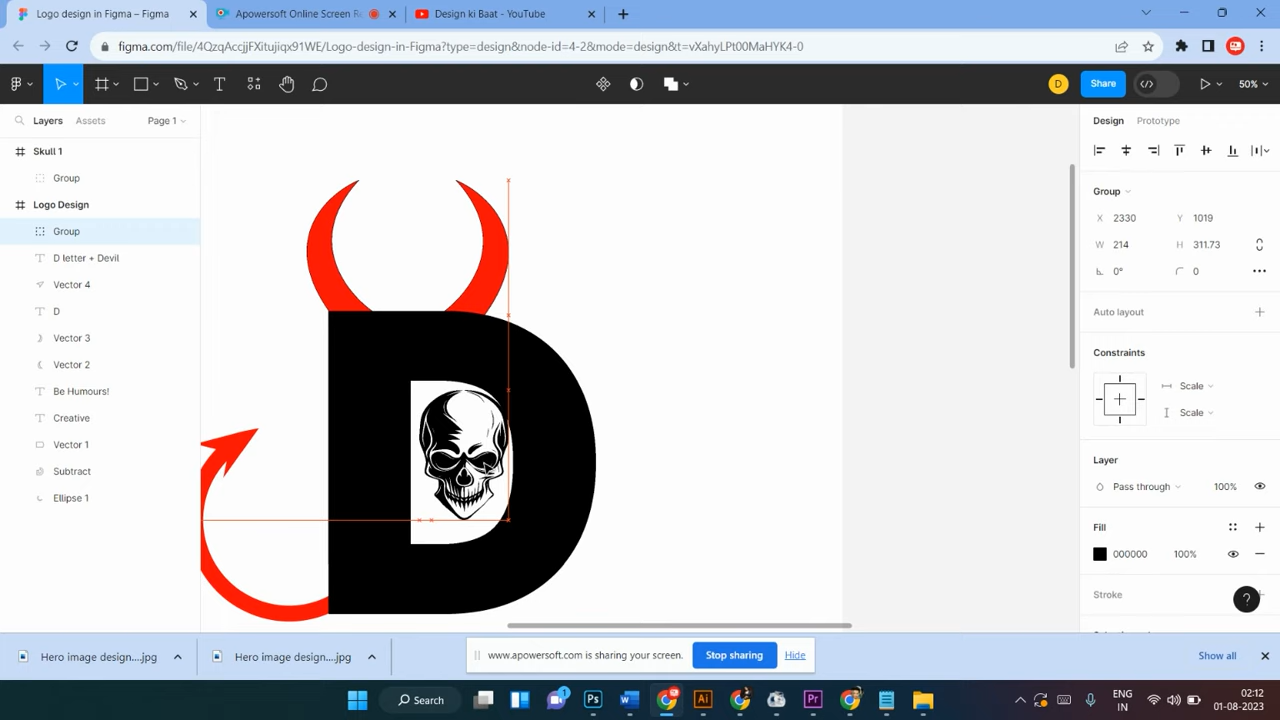 Logo design in Figma – Figma
Apowersoft Online Screen Re
Design ki Baat - YouTube
figma.com/file/4QzqAccjjFXitujiqx91WE/Logo-design-in-Figma?type=design&node-id=4-2&mode=design&t=vXahyLPt00MaHYK4-0
D
Share
50%
Layers
Assets
Page 1
Design
Prototype
Skull 1
Group
Logo Design
Group
D letter + Devil
Vector 4
D
Vector 3
Vector 2
Be Humours!
Creative
Vector 1
Subtract
Ellipse 1
D
Group
X 2330 Y 1019
W 214 H 311.73
0° 0
Auto layout
Constraints
Scale
Scale
Layer
Pass through 100%
Fill
000000 100%
Stroke
?
Hero image design....jpg
Hero image design....jpg
www.apowersoft.com is sharing your screen.
Stop sharing
Hide
Show all
Search
1
Ps
Ai
Pr
ENG
IN
02:12
01-08-2023